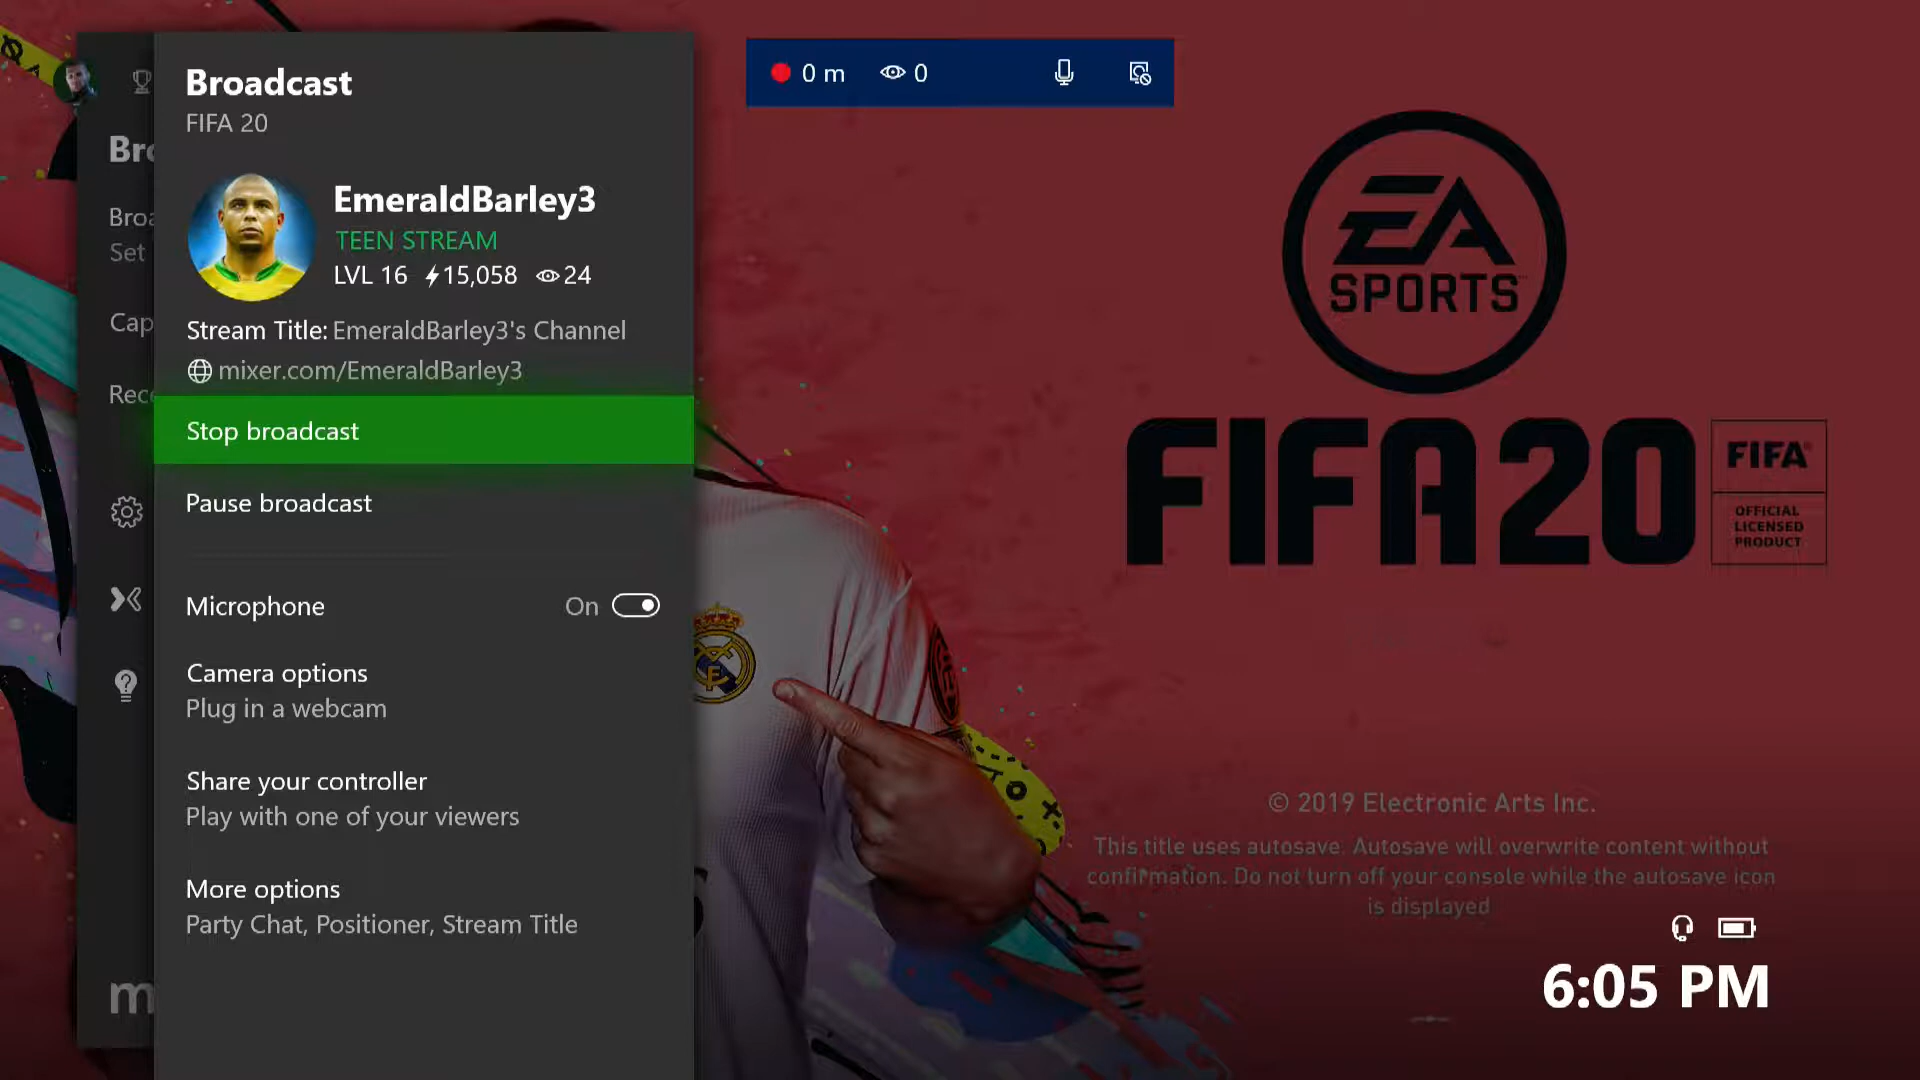 Broadcast
FIFA 20
EmeraldBarley3
TEEN STREAM
LVL 16 15,058 24
Stream Title: EmeraldBarley3's Channel
mixer.com/EmeraldBarley3
Stop broadcast
Pause broadcast
Microphone On
Camera options
Plug in a webcam
Share your controller
Play with one of your viewers
More options
Party Chat, Positioner, Stream Title
Bro
Broa
Set
Cap
Rece
m
0 m 0
EA
SPORTS
FIFA 20
FIFA
OFFICIAL
LICENSED
PRODUCT
© 2019 Electronic Arts Inc.
This title uses autosave. Autosave will overwrite content without
confirmation. Do not turn off your console while the autosave icon
is displayed
6:05 PM